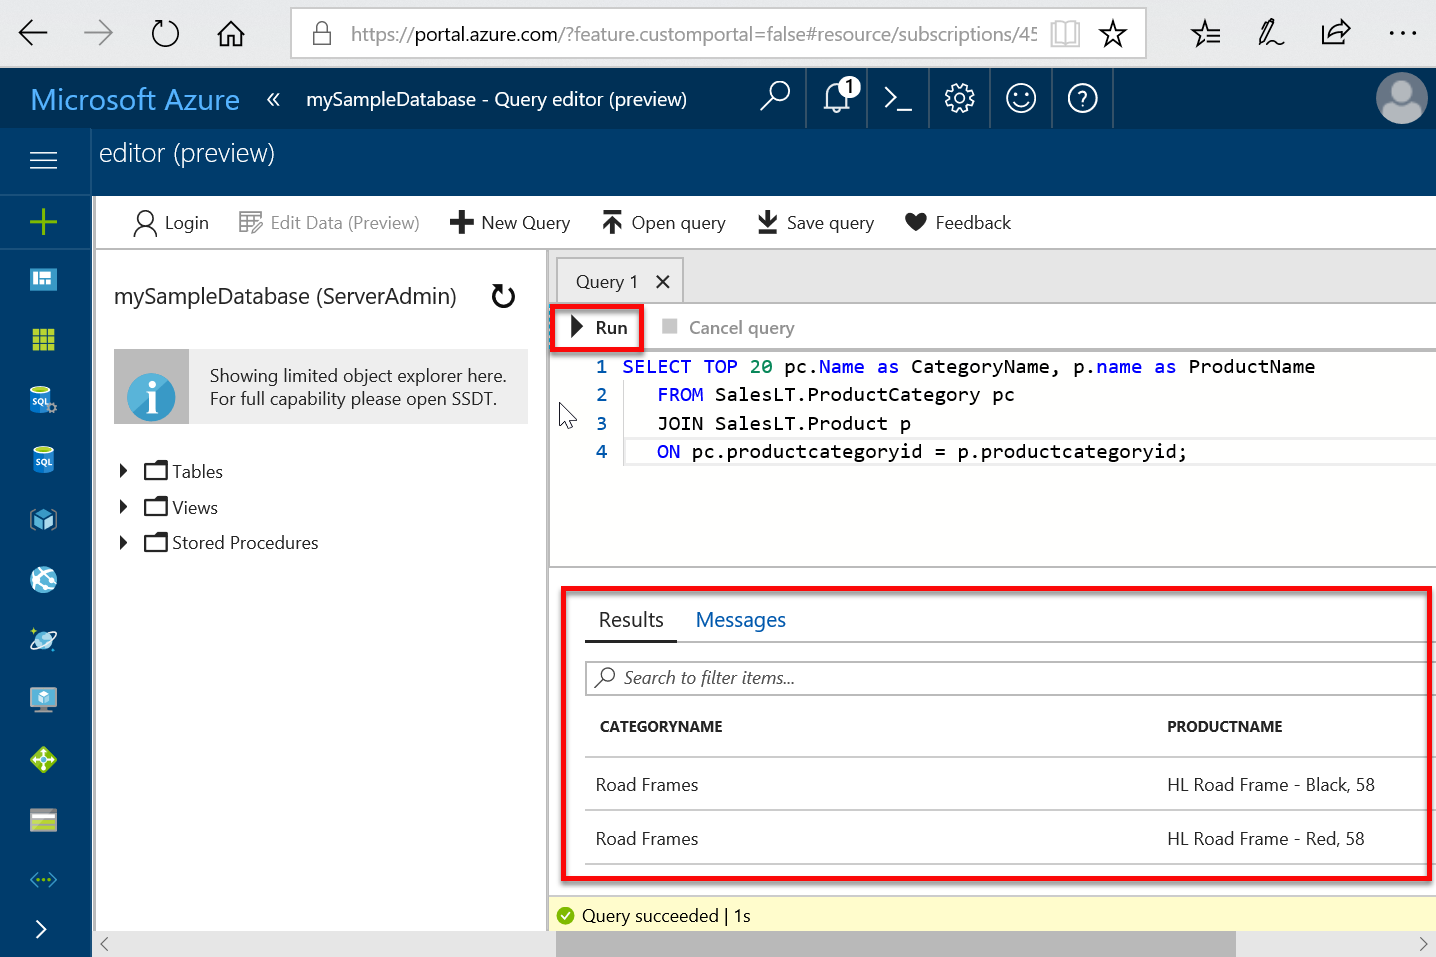 https://portal.azure.com/?feature.customportal=false#resource/subscriptions/45
Microsoft Azure « mySampleDatabase - Query editor (preview) 1
editor (preview)
Login Edit Data (Preview) New Query Open query Save query Feedback
mySampleDatabase (ServerAdmin)
Showing limited object explorer here.
For full capability please open SSDT.
Tables
Views
Stored Procedures
SQL
SQL
Query 1
Run Cancel query
1 SELECT TOP 20 pc.Name as CategoryName, p.name as ProductName
2 FROM SalesLT.ProductCategory pc
3 JOIN SalesLT.Product p
4 ON pc.productcategoryid = p.productcategoryid;
Results Messages
Search to filter items...
CATEGORYNAME PRODUCTNAME
Road Frames HL Road Frame - Black, 58
Road Frames HL Road Frame - Red, 58
Query succeeded | 1s